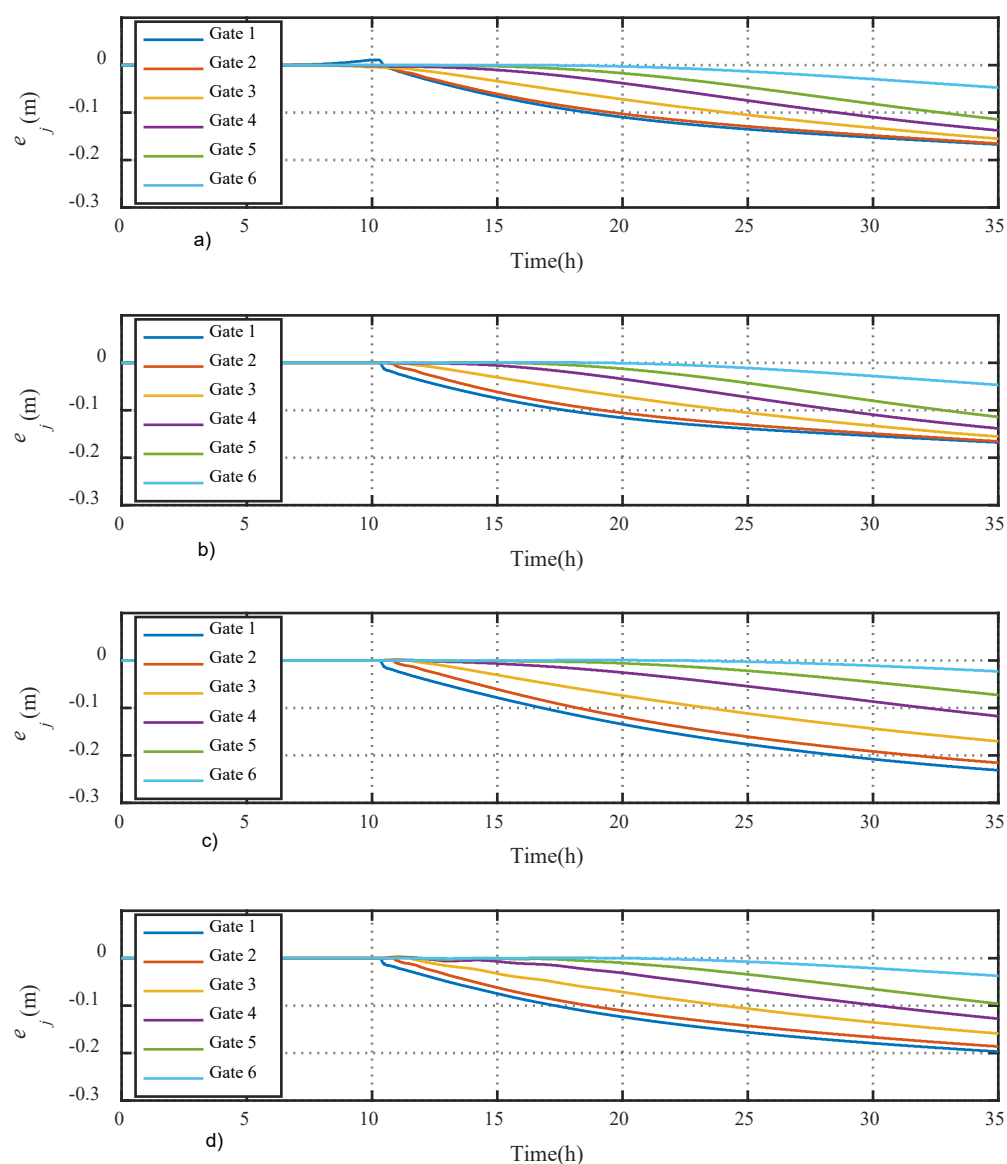 0
-0.1
-0.2
-0.3
e j (m)
Gate 1
Gate 2
Gate 3
Gate 4
Gate 5
Gate 6
0 5 10 15 20 25 30 35
a)
Time(h)
0
-0.1
-0.2
-0.3
e j (m)
Gate 1
Gate 2
Gate 3
Gate 4
Gate 5
Gate 6
0 5 10 15 20 25 30 35
b)
Time(h)
0
-0.1
-0.2
-0.3
e j (m)
Gate 1
Gate 2
Gate 3
Gate 4
Gate 5
Gate 6
0 5 10 15 20 25 30 35
c)
Time(h)
0
-0.1
-0.2
-0.3
e j (m)
Gate 1
Gate 2
Gate 3
Gate 4
Gate 5
Gate 6
0 5 10 15 20 25 30 35
d)
Time(h)